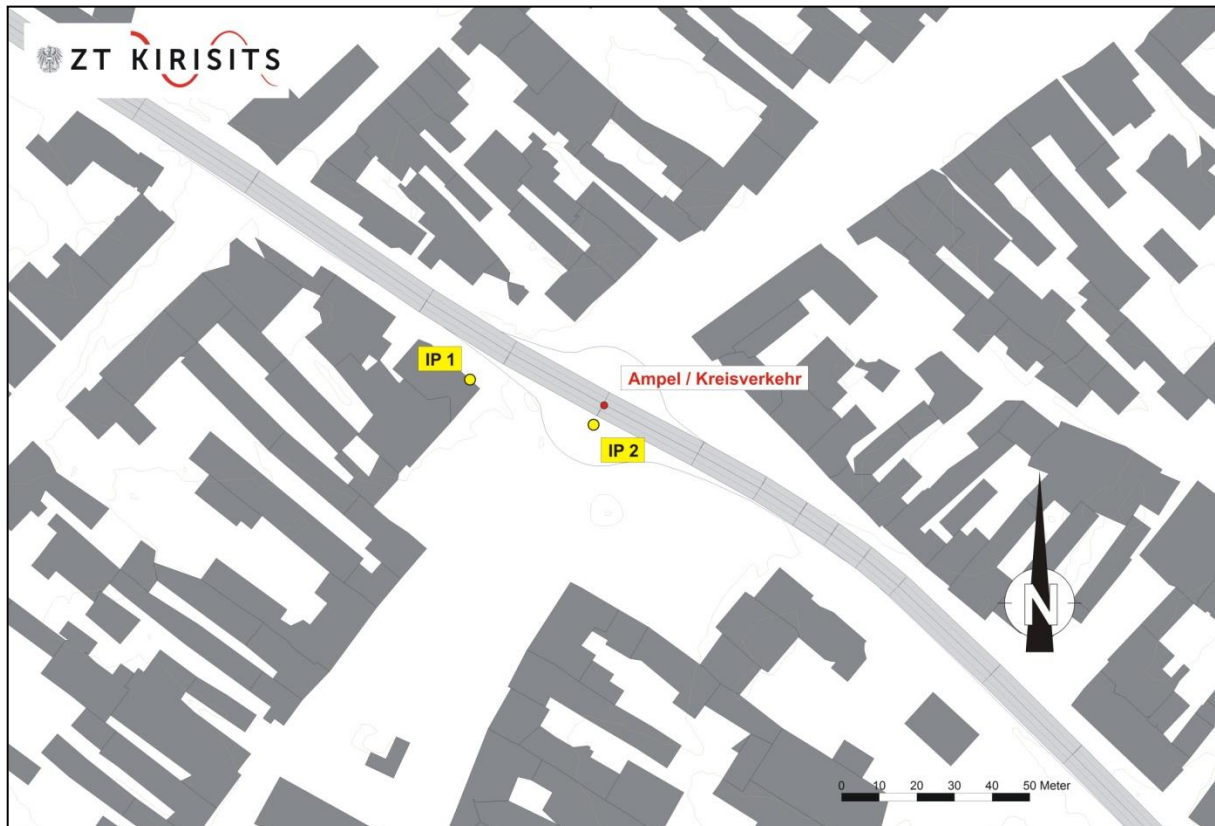 ZT KIRISITS
IP 1
Ampel / Kreisverkehr
IP 2
N
0 10 20 30 40 50 Meter